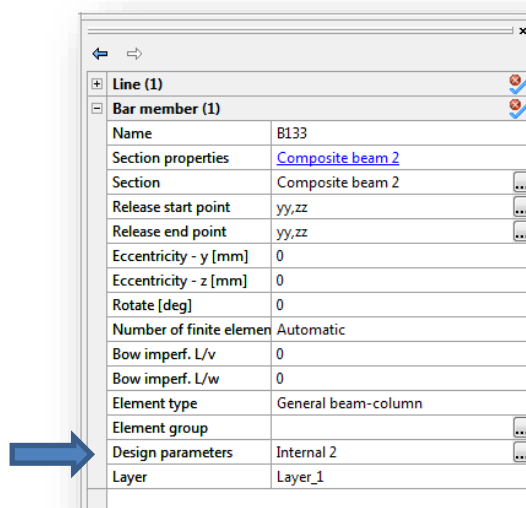 Line (1)
Bar member (1)
Name B133
Section properties Composite beam 2
Section Composite beam 2 ...
Release start point yy,zz ...
Release end point yy,zz ...
Eccentricity - y [mm] 0
Eccentricity - z [mm] 0
Rotate [deg] 0
Number of finite elemen Automatic
Bow imperf. L/v 0
Bow imperf. L/w 0
Element type General beam-column
Element group ...
Design parameters Internal 2 ...
Layer Layer_1